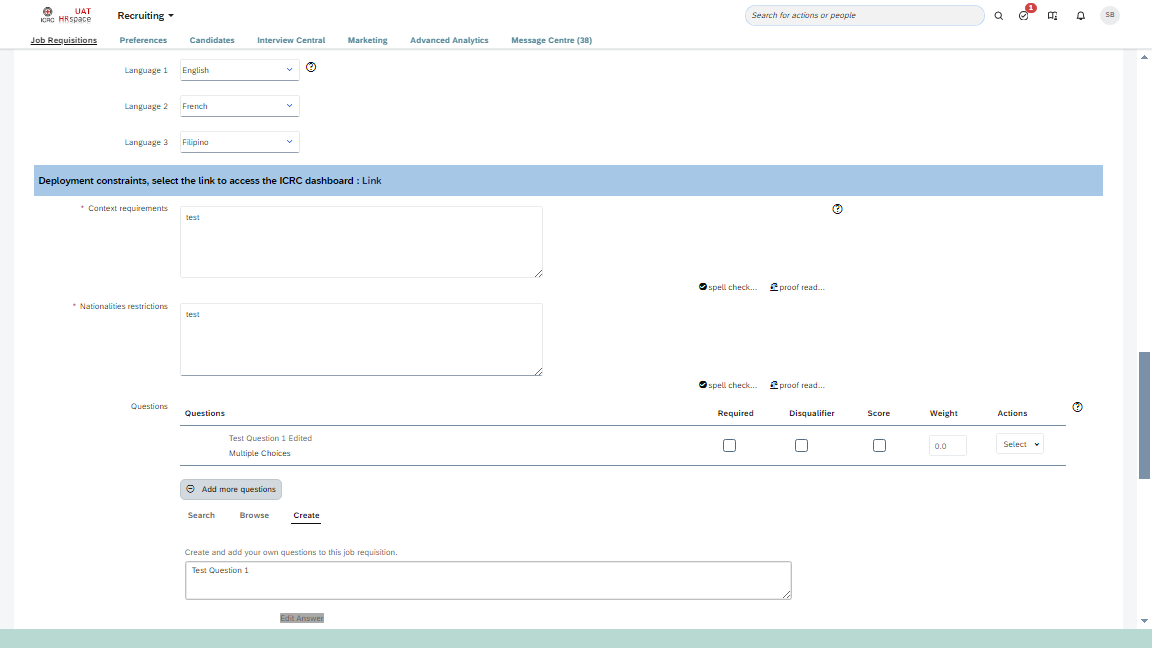 ICRC UAT HRspace
Recruiting
Search for actions or people
1
SB
Job Requisitions Preferences Candidates Interview Central Marketing Advanced Analytics Message Centre (38)
Language 1 English
Language 2 French
Language 3 Filipino
Deployment constraints, select the link to access the ICRC dashboard : Link
* Context requirements
test
spell check... proof read...
* Nationalities restrictions
test
spell check... proof read...
Questions
Questions Required Disqualifier Score Weight Actions
Test Question 1 Edited
Multiple Choices
0.0
Select
Add more questions
Search Browse Create
Create and add your own questions to this job requisition.
Test Question 1
Edit Answer